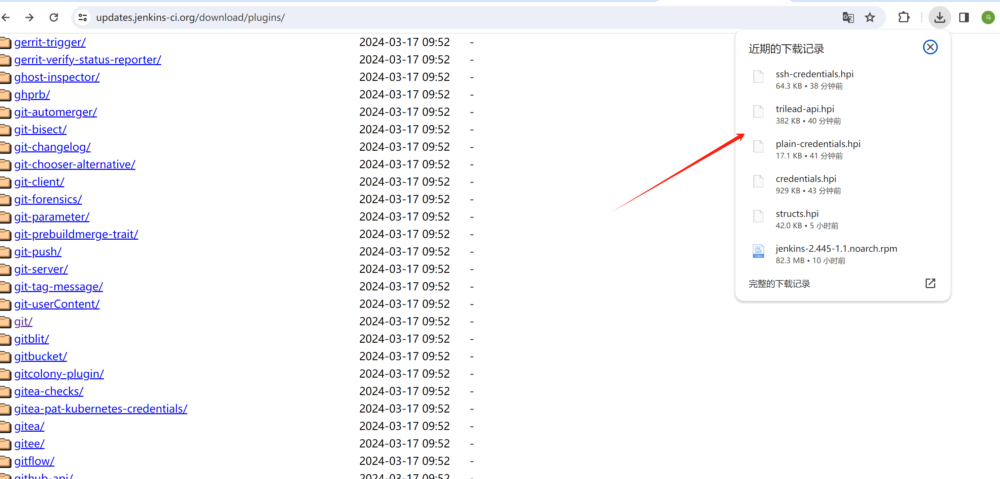 updates.jenkins-ci.org/download/plugins/
马
gerrit-trigger/ 2024-03-17 09:52 -
gerrit-verify-status-reporter/ 2024-03-17 09:52 -
ghost-inspector/ 2024-03-17 09:52 -
ghprb/ 2024-03-17 09:52 -
git-automerger/ 2024-03-17 09:52 -
git-bisect/ 2024-03-17 09:52 -
git-changelog/ 2024-03-17 09:52 -
git-chooser-alternative/ 2024-03-17 09:52 -
git-client/ 2024-03-17 09:52 -
git-forensics/ 2024-03-17 09:52 -
git-parameter/ 2024-03-17 09:52 -
git-prebuildmerge-trait/ 2024-03-17 09:52 -
git-push/ 2024-03-17 09:52 -
git-server/ 2024-03-17 09:52 -
git-tag-message/ 2024-03-17 09:52 -
git-userContent/ 2024-03-17 09:52 -
git/ 2024-03-17 09:52 -
gitblit/ 2024-03-17 09:52 -
gitbucket/ 2024-03-17 09:52 -
gitcolony-plugin/ 2024-03-17 09:52 -
gitea-checks/ 2024-03-17 09:52 -
gitea-pat-kubernetes-credentials/ 2024-03-17 09:52 -
gitea/ 2024-03-17 09:52 -
gitee/ 2024-03-17 09:52 -
gitflow/ 2024-03-17 09:52 -
github-api/ 2024-03-17 09:52 -
近期的下载记录
ssh-credentials.hpi
64.3 KB • 38 分钟前
trilead-api.hpi
382 KB • 40 分钟前
plain-credentials.hpi
17.1 KB • 41 分钟前
credentials.hpi
929 KB • 43 分钟前
structs.hpi
42.0 KB • 5 小时前
Video
jenkins-2.445-1.1.noarch.rpm
82.3 MB • 10 小时前
完整的下载记录